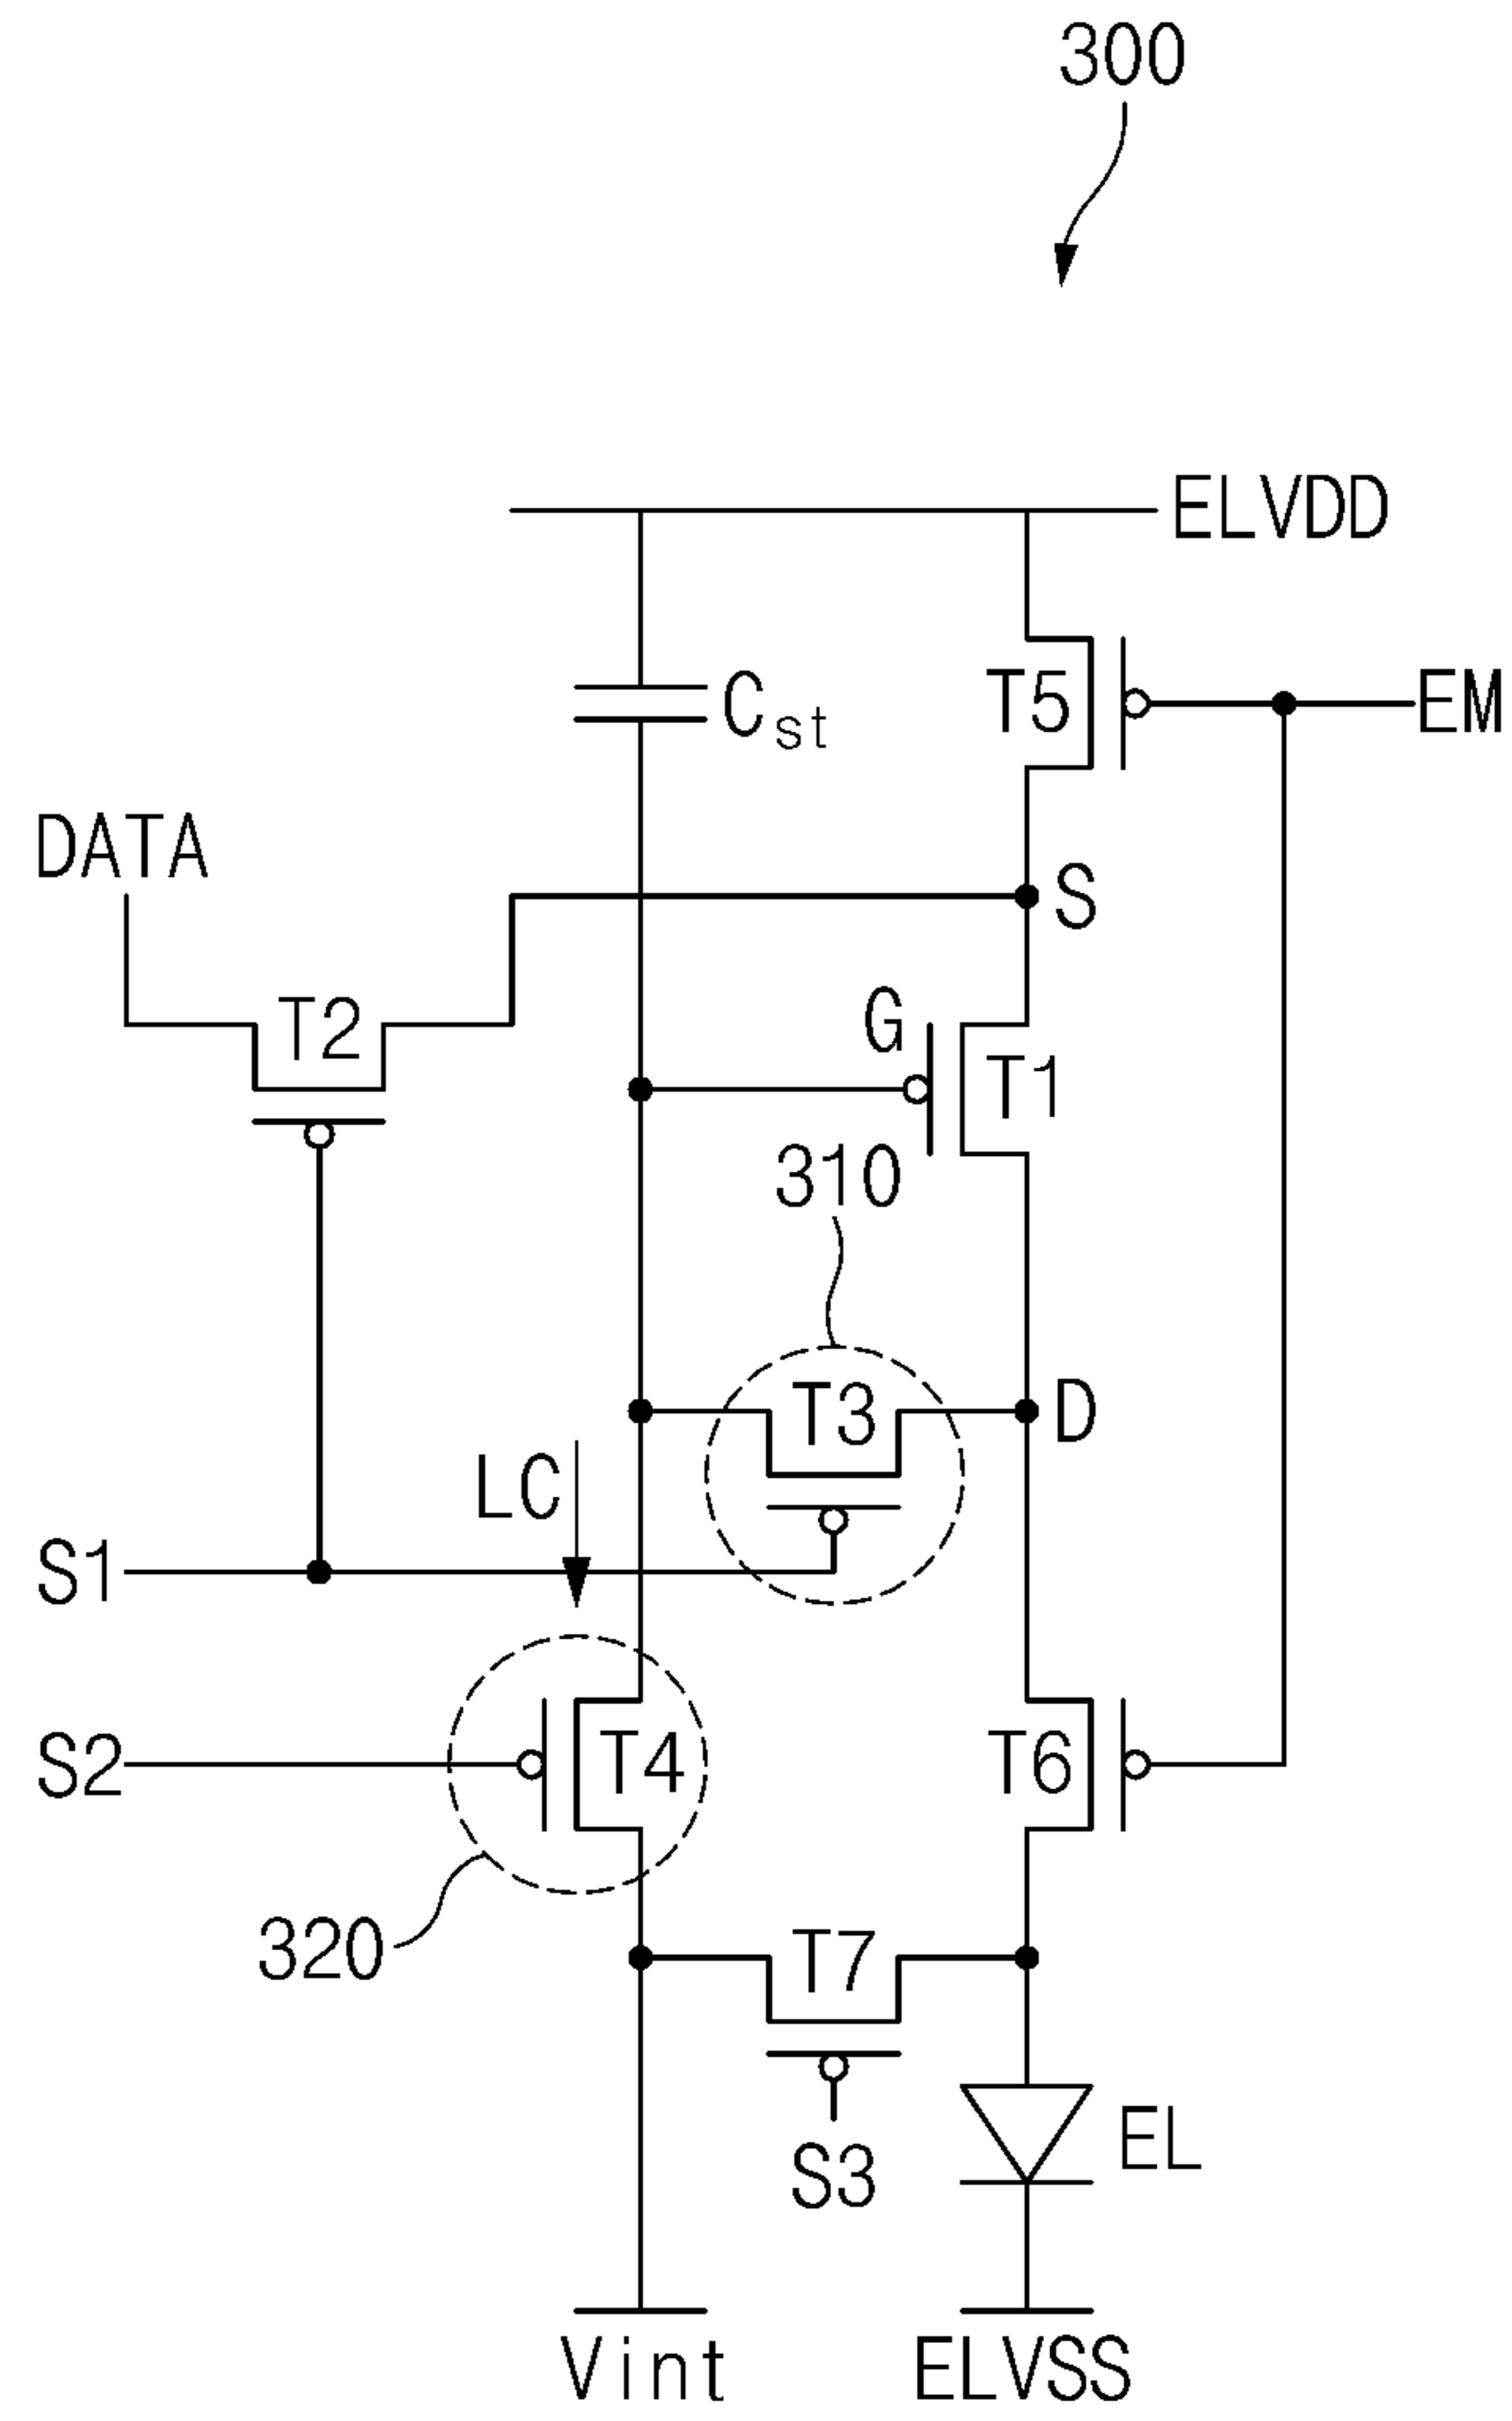 300
ELVDD
Cst
T5
EM
DATA
S
T2
G
T1
310
T3
D
LC
S1
S2
T4
T6
320
T7
S3
EL
Vint
ELVSS